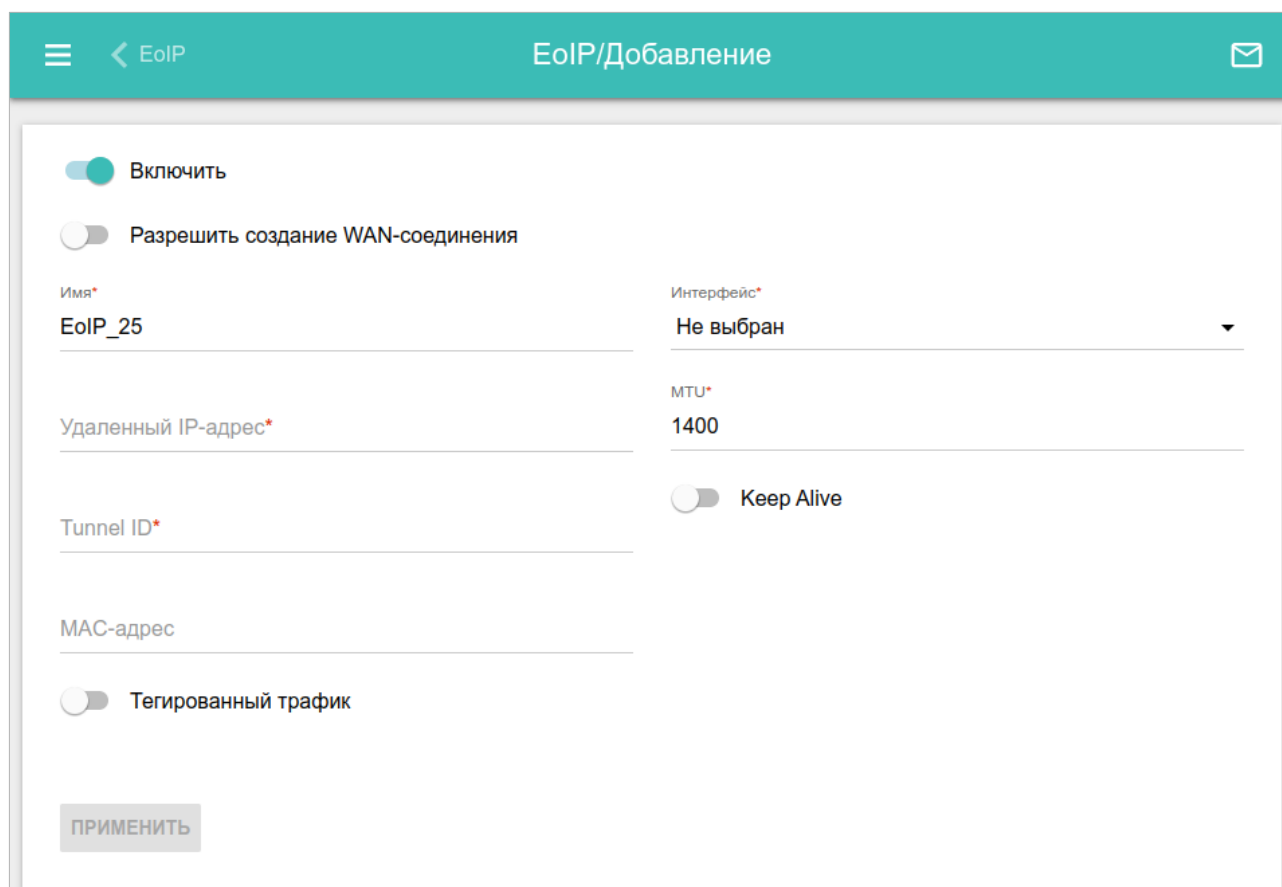 EoIP
EoIP/Добавление
Включить
Разрешить создание WAN-соединения
Имя*
EoIP_25
Интерфейс*
Не выбран
Удаленный IP-адрес*
MTU*
1400
Keep Alive
Tunnel ID*
MAC-адрес
Тегированный трафик
ПРИМЕНИТЬ